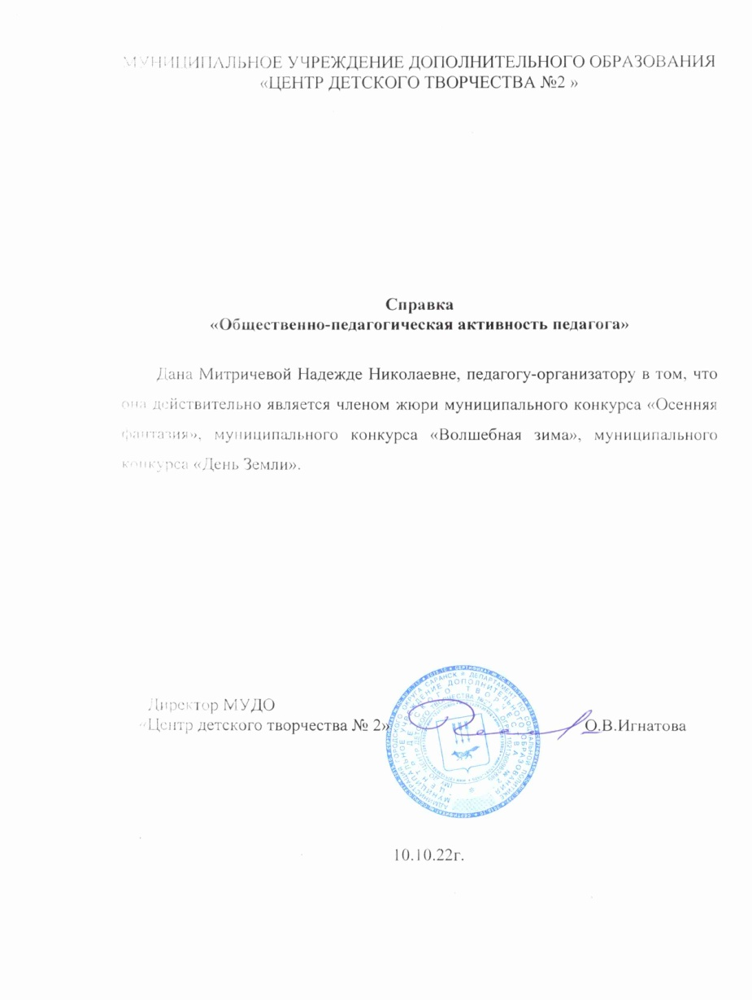 МУНИЦИПАЛЬНОЕ УЧРЕЖДЕНИЕ ДОПОЛНИТЕЛЬНОГО ОБРАЗОВАНИЯ
«ЦЕНТР ДЕТСКОГО ТВОРЧЕСТВА №2 »
Справка
«Общественно-педагогическая активность педагога»
Дана Митричевой Надежде Николаевне, педагогу-организатору в том, что
она действительно является членом жюри муниципального конкурса «Осенняя
фантазия», муниципального конкурса «Волшебная зима», муниципального
конкурса «День Земли».
Директор МУДО
«Центр детского творчества № 2»
О.В.Игнатова
10.10.22г.